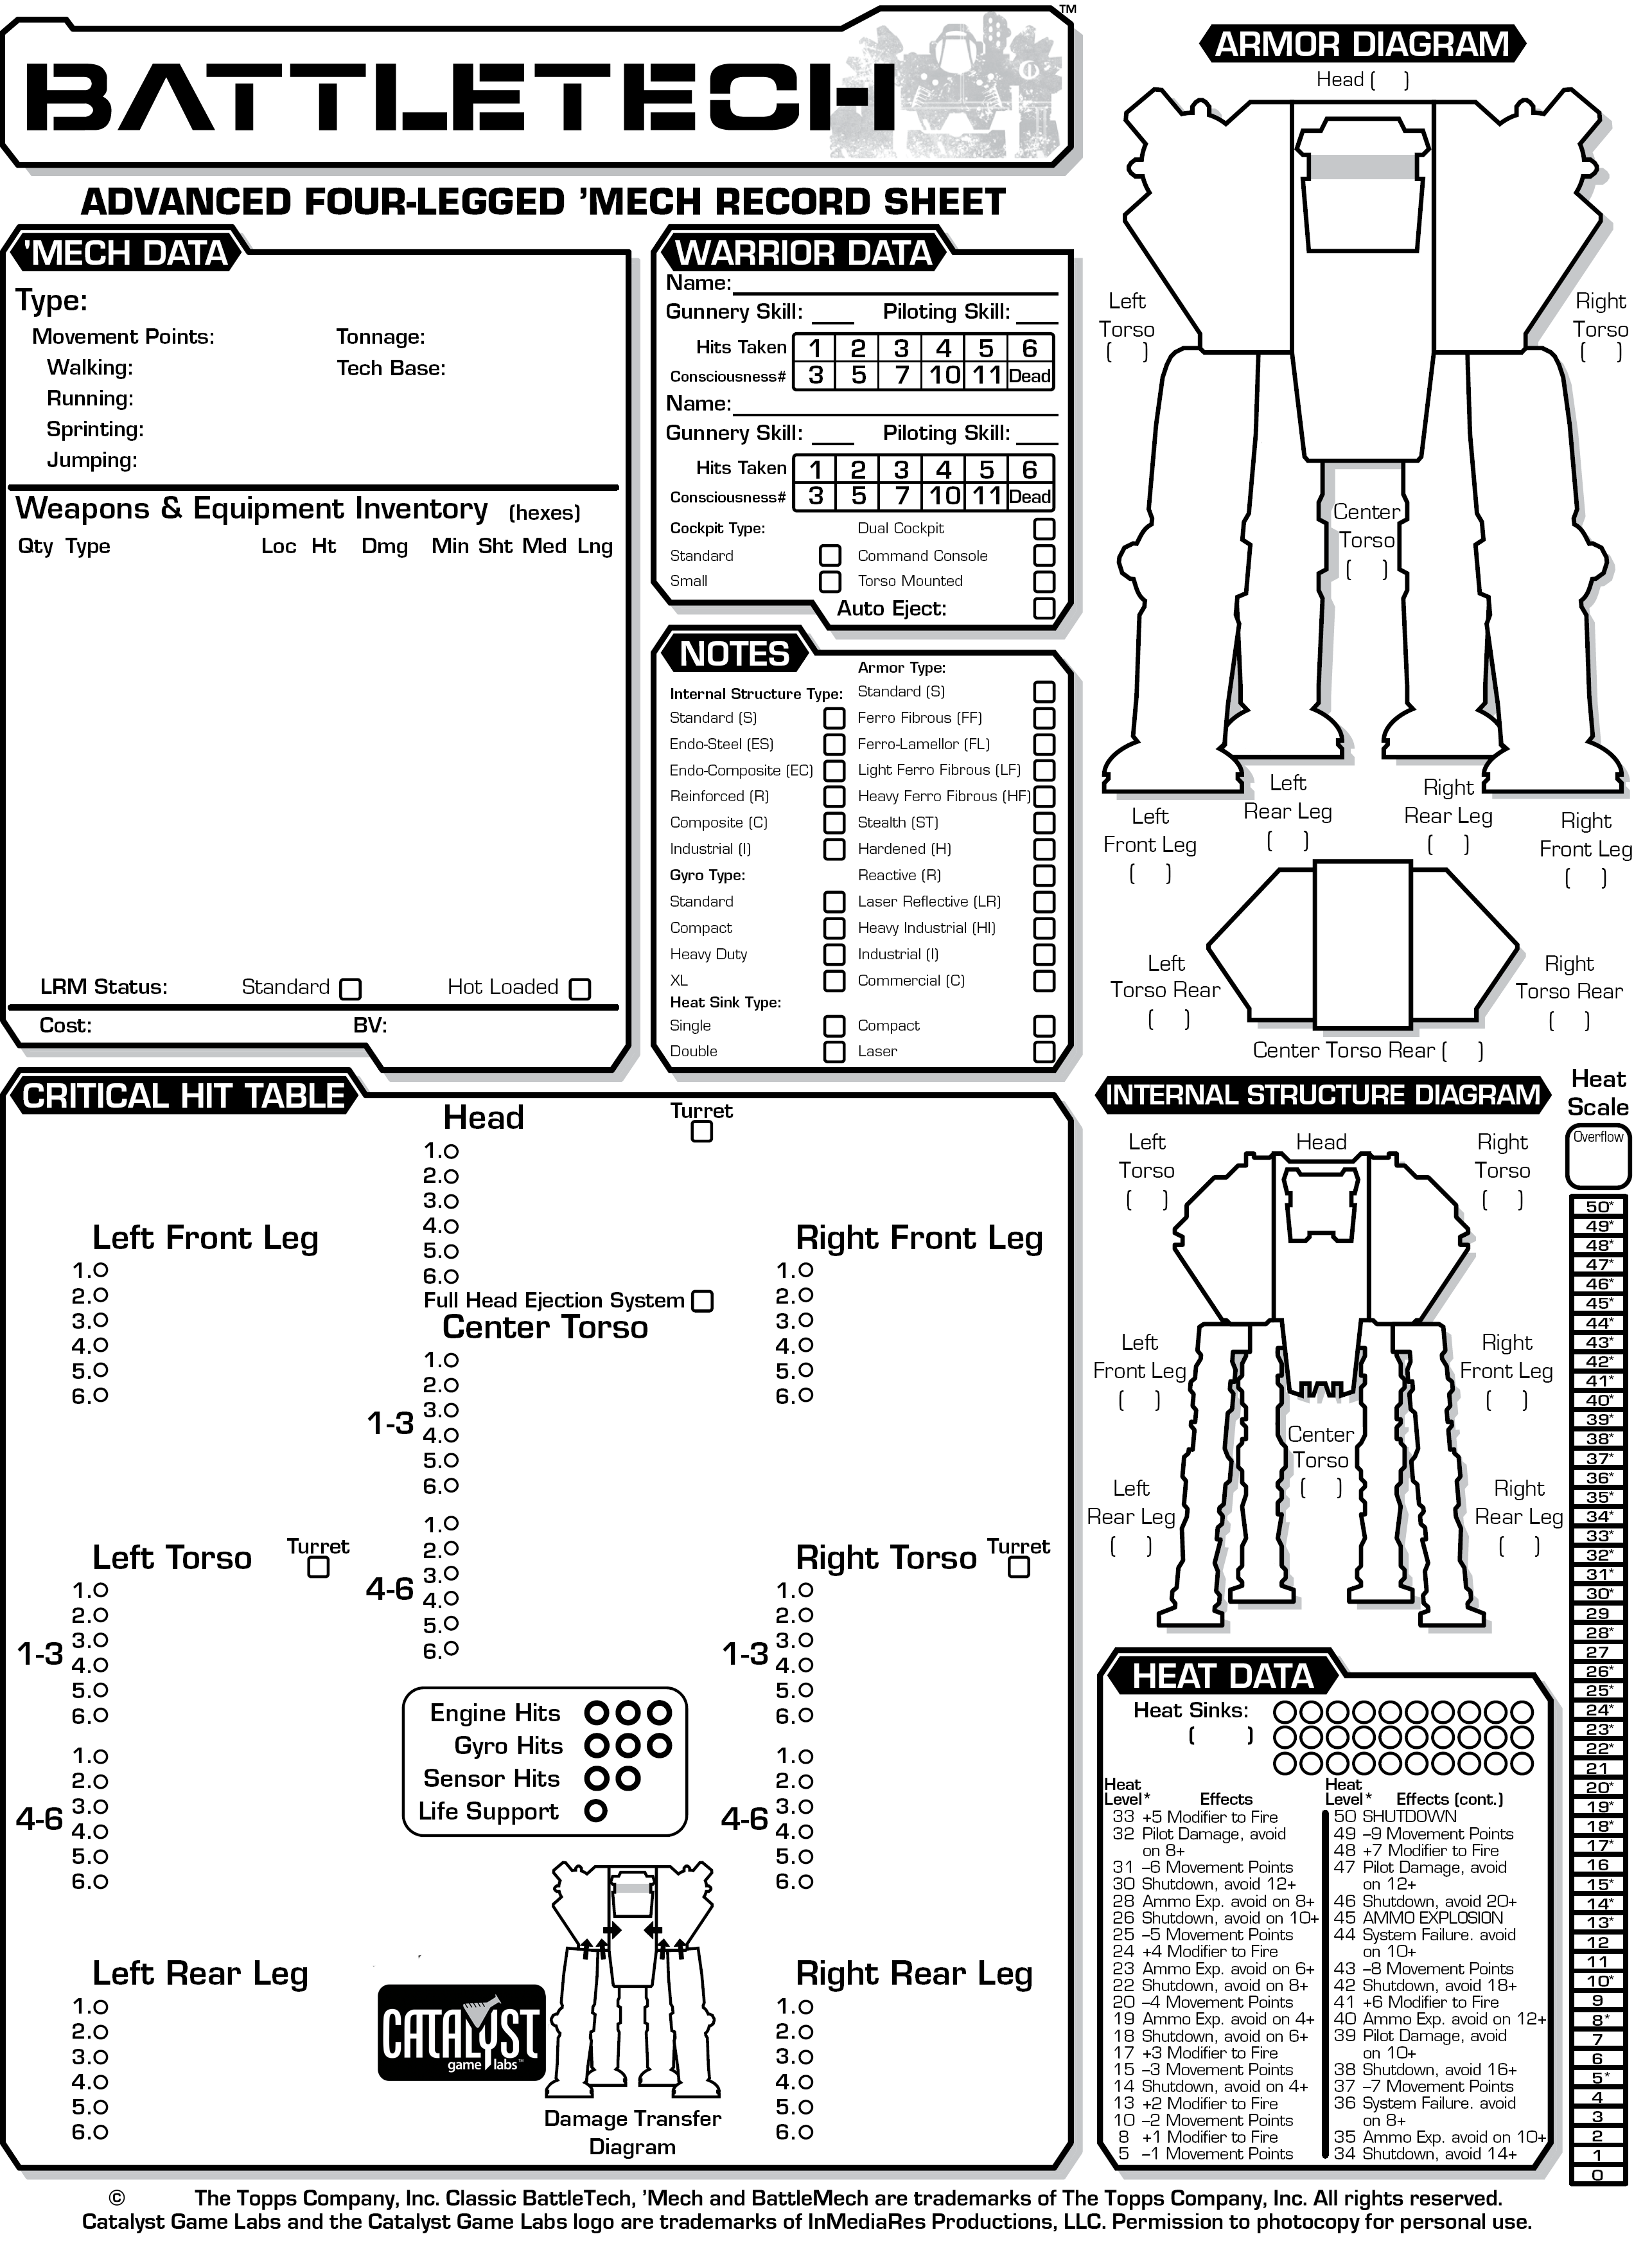 BATTLETECH
TM
ADVANCED FOUR-LEGGED ’MECH RECORD SHEET
'MECH DATA
Type:
Movement Points: Tonnage:
Walking: Tech Base:
Running:
Sprinting:
Jumping:
Weapons & Equipment Inventory (hexes)
Qty Type Loc Ht Dmg Min Sht Med Lng
LRM Status: Standard Hot Loaded
Cost: BV:
WARRIOR DATA
Name:
Gunnery Skill: Piloting Skill:
Hits Taken 1 2 3 4 5 6
Consciousness# 3 5 7 10 11 Dead
Name:
Gunnery Skill: Piloting Skill:
Hits Taken 1 2 3 4 5 6
Consciousness# 3 5 7 10 11 Dead
Cockpit Type: Dual Cockpit
Standard Command Console
Small Torso Mounted
Auto Eject:
NOTES
Armor Type:
Internal Structure Type: Standard (S)
Standard (S) Ferro Fibrous (FF)
Endo-Steel (ES) Ferro-Lamellor (FL)
Endo-Composite (EC) Light Ferro Fibrous (LF)
Reinforced (R) Heavy Ferro Fibrous (HF)
Composite (C) Stealth (ST)
Industrial (I) Hardened (H)
Gyro Type: Reactive (R)
Standard Laser Reflective (LR)
Compact Heavy Industrial (HI)
Heavy Duty Industrial (I)
XL Commercial (C)
Heat Sink Type:
Single Compact
Double Laser
ARMOR DIAGRAM
Head ( )
Left Torso ( )
Right Torso ( )
Center Torso ( )
Left Rear Leg ( )
Right Rear Leg ( )
Left Front Leg ( )
Right Front Leg ( )
Left Torso Rear ( )
Right Torso Rear ( )
Center Torso Rear ( )
CRITICAL HIT TABLE
Head
Turret
1.
2.
3.
4.
5.
6.
Full Head Ejection System
Left Front Leg
1.
2.
3.
4.
5.
6.
Right Front Leg
1.
2.
3.
4.
5.
6.
Center Torso
1-3
1.
2.
3.
4.
5.
6.
4-6
1.
2.
3.
4.
5.
6.
Left Torso Turret
1-3
1.
2.
3.
4.
5.
6.
4-6
1.
2.
3.
4.
5.
6.
Right Torso Turret
1-3
1.
2.
3.
4.
5.
6.
4-6
1.
2.
3.
4.
5.
6.
Engine Hits
Gyro Hits
Sensor Hits
Life Support
Left Rear Leg
1.
2.
3.
4.
5.
6.
Right Rear Leg
1.
2.
3.
4.
5.
6.
CATALYST
game labs™
Damage Transfer
Diagram
INTERNAL STRUCTURE DIAGRAM
Left Torso ( )
Head
Right Torso ( )
Left Front Leg ( )
Right Front Leg ( )
Center Torso ( )
Left Rear Leg ( )
Right Rear Leg ( )
Heat
Scale
Overflow
50*
49*
48*
47*
46*
45*
44*
43*
42*
41*
40*
39*
38*
37*
36*
35*
34*
33*
32*
31*
30*
29
28*
27
26*
25*
24*
23*
22*
21
20*
19*
18*
17*
16
15*
14*
13*
12
11
10*
9
8*
7
6
5*
4
3
2
1
0
HEAT DATA
Heat Sinks:
( )
Heat
Level* Effects
33 +5 Modifier to Fire
32 Pilot Damage, avoid
on 8+
31 –6 Movement Points
30 Shutdown, avoid 12+
28 Ammo Exp. avoid on 8+
26 Shutdown, avoid on 10+
25 –5 Movement Points
24 +4 Modifier to Fire
23 Ammo Exp. avoid on 6+
22 Shutdown, avoid on 8+
20 –4 Movement Points
19 Ammo Exp. avoid on 4+
18 Shutdown, avoid on 6+
17 +3 Modifier to Fire
15 –3 Movement Points
14 Shutdown, avoid on 4+
13 +2 Modifier to Fire
10 –2 Movement Points
8 +1 Modifier to Fire
5 –1 Movement Points
Heat
Level* Effects (cont.)
50 SHUTDOWN
49 –9 Movement Points
48 +7 Modifier to Fire
47 Pilot Damage, avoid
on 12+
46 Shutdown, avoid 20+
45 AMMO EXPLOSION
44 System Failure. avoid
on 10+
43 –8 Movement Points
42 Shutdown, avoid 18+
41 +6 Modifier to Fire
40 Ammo Exp. avoid on 12+
39 Pilot Damage, avoid
on 10+
38 Shutdown, avoid 16+
37 –7 Movement Points
36 System Failure. avoid
on 8+
35 Ammo Exp. avoid on 10+
34 Shutdown, avoid 14+
© The Topps Company, Inc. Classic BattleTech, ’Mech and BattleMech are trademarks of The Topps Company, Inc. All rights reserved.
Catalyst Game Labs and the Catalyst Game Labs logo are trademarks of InMediaRes Productions, LLC. Permission to photocopy for personal use.